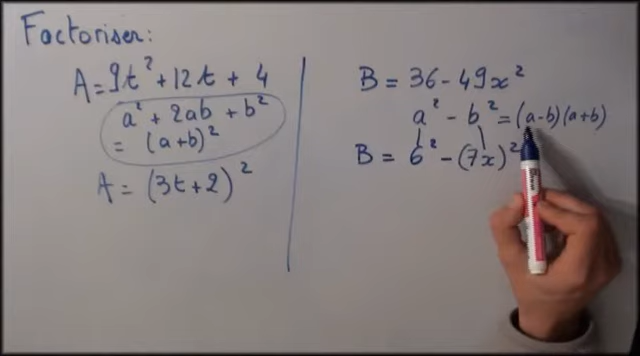 Factoriser:
A = 9t² + 12t + 4
a² + 2ab + b²
= (a+b)²
A = (3t+2)²
B = 36 - 49x²
a² - b² = (a-b)(a+b)
B = 6² - (7x)²